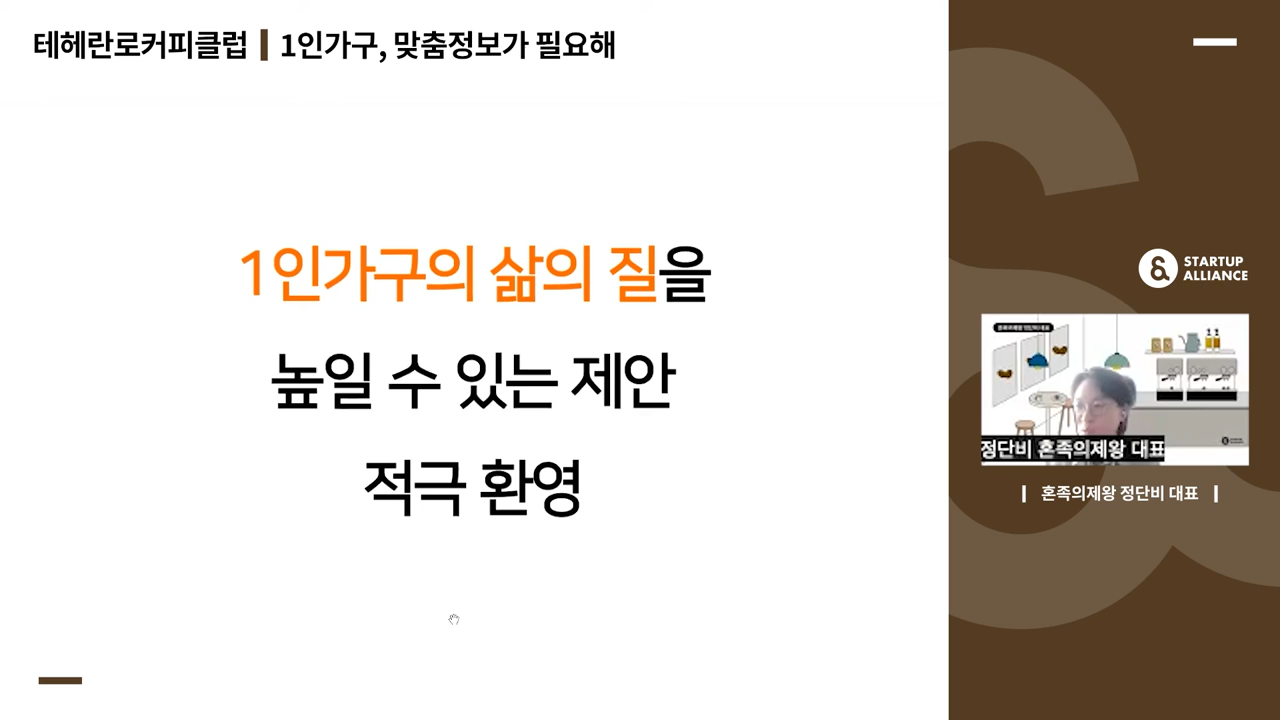 테헤란로커피클럽 | 1인가구, 맞춤정보가 필요해
1인가구의 삶의 질을
높일 수 있는 제안
적극 환영
STARTUP
ALLIANCE
정단비 혼족의제왕 대표
| 혼족의제왕 정단비 대표 |